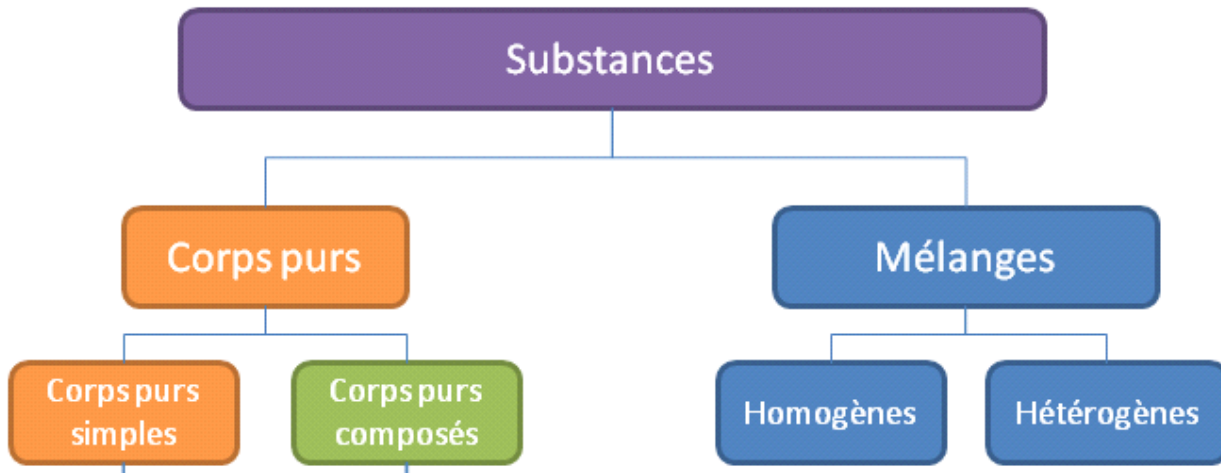 Substances
Corps purs
Mélanges
Corps purs
simples
Corps purs
composés
Homogènes
Hétérogènes